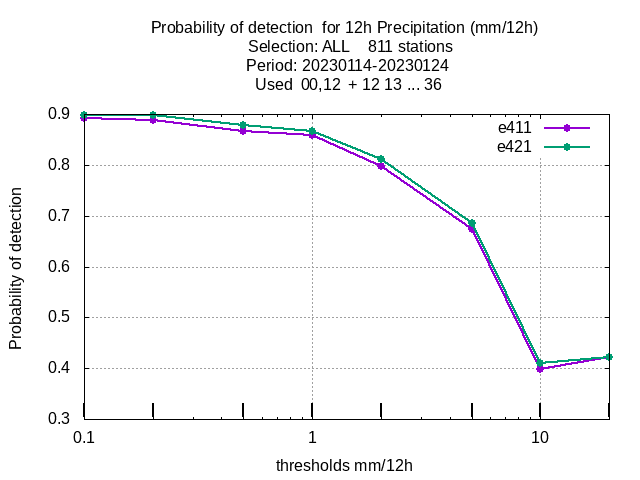 Probability of detection  for 12h Precipitation (mm/12h)
Selection: ALL    811 stations
Period: 20230114-20230124
Used  00,12  + 12 13 ... 36
e411
e421
0.9
0.8
0.7
0.6
0.5
0.4
0.3
Probability of detection
0.1
1
10
thresholds mm/12h